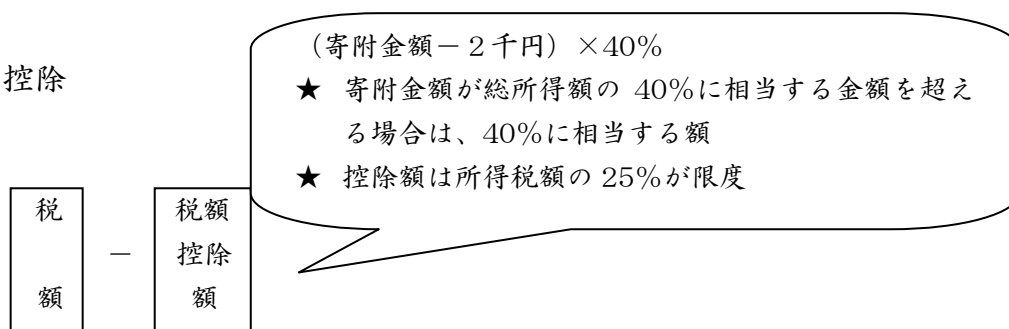 （寄附金額－２千円）×40％
控除
★ 寄附金額が総所得額の 40％に相当する金額を超え
る場合は、40％に相当する額
★ 控除額は所得税額の 25％が限度
税額
－
税額
控除
額